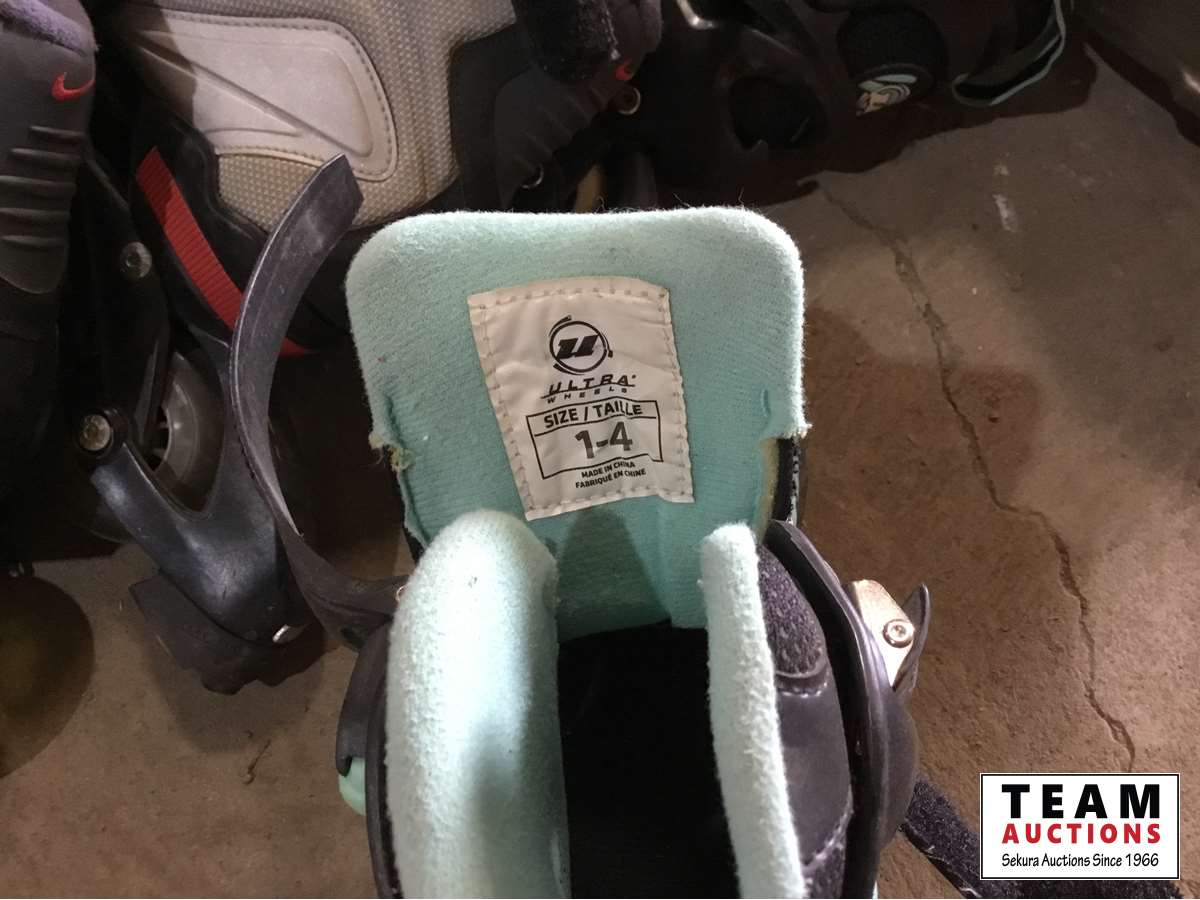 ULTRA
WHEELS
SIZE / TAILLE
1-4
MADE IN CHINA
FABRIQUÉ EN CHINE
TEAM
AUCTIONS
Sekura Auctions Since 1966